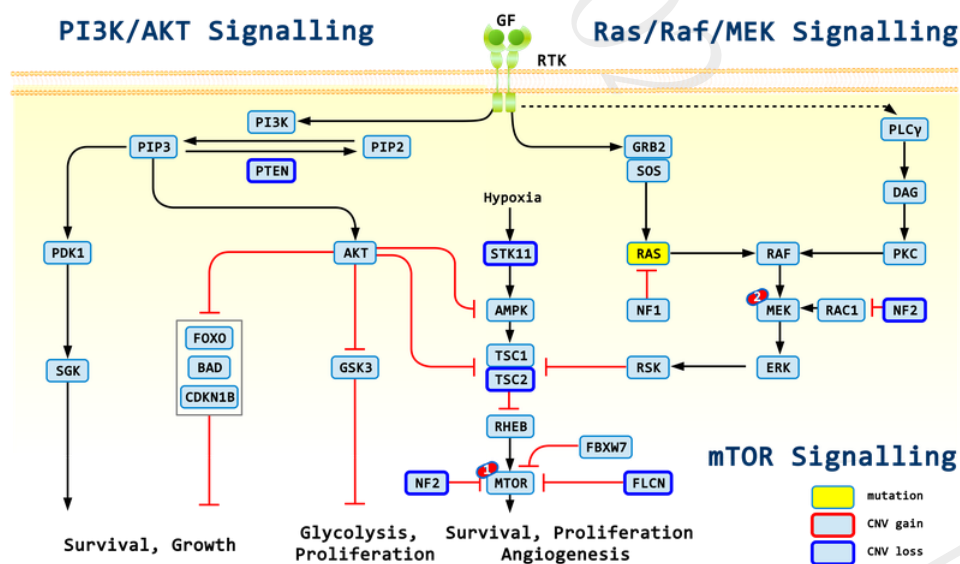 PI3K/AKT Signalling
GF
Ras/Raf/MEK Signalling
RTK
PI3K
PLCγ
PIP3
PIP2
GRB2
PTEN
SOS
DAG
Hypoxia
PDK1
AKT
STK11
RAS
RAF
PKC
2
AMPK
NF1
MEK
RAC1
NF2
FOXO
TSC1
SGK
BAD
GSK3
TSC2
RSK
ERK
CDKN1B
RHEB
FBXW7
mTOR Signalling
1
NF2
MTOR
FLCN
mutation
CNV gain
CNV loss
Survival, Growth
Glycolysis,
Proliferation
Survival, Proliferation
Angiogenesis